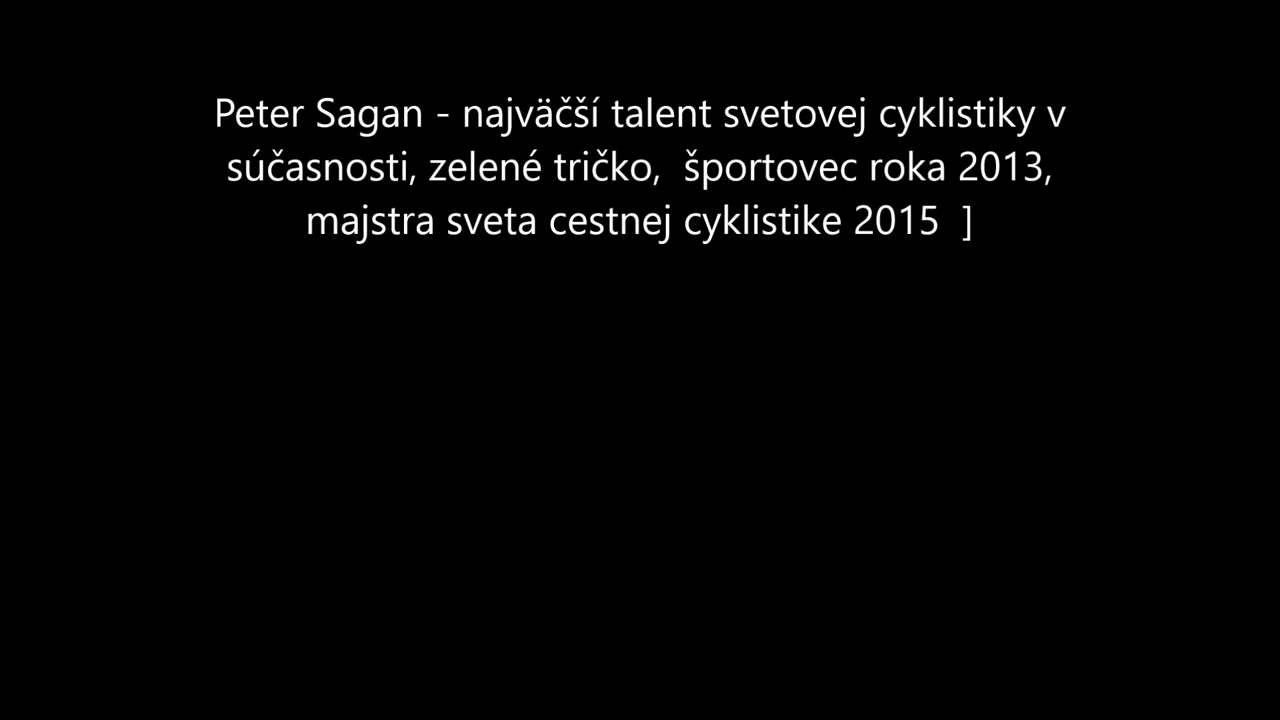 Peter Sagan - najväčší talent svetovej cyklistiky v
súčasnosti, zelené tričko,  športovec roka 2013,
majstra sveta cestnej cyklistike 2015  ]